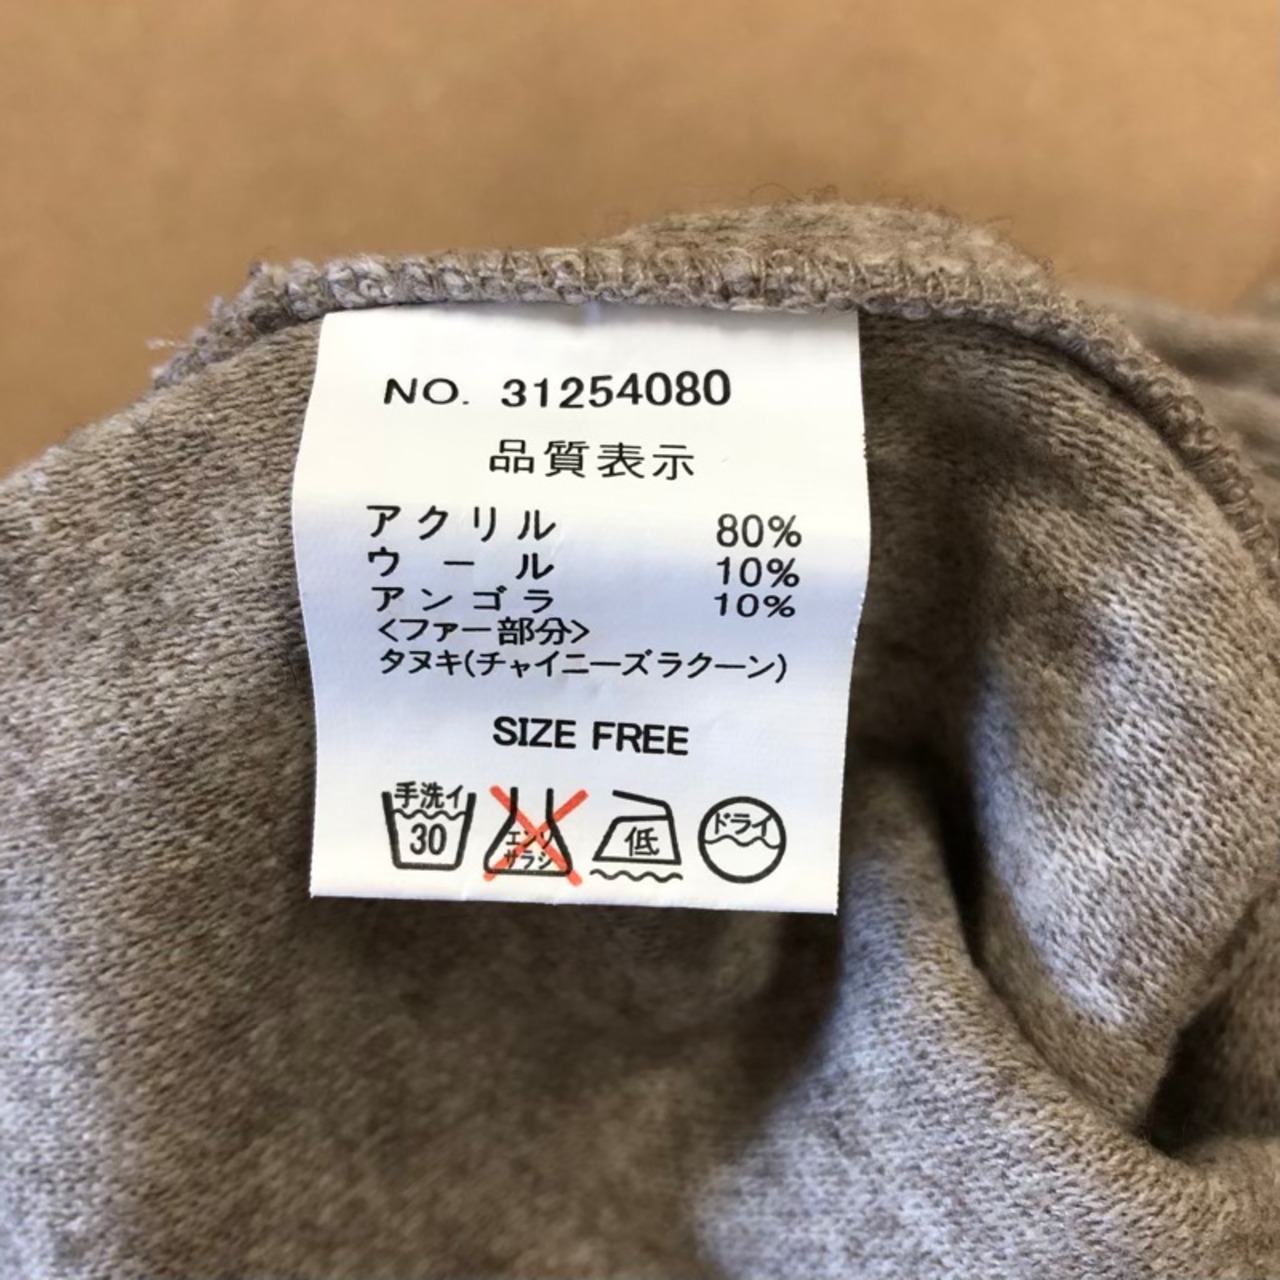 NO. 31254080
品質表示
アクリル 80%
ウール 10%
アンゴラ 10%
<ファー部分>
タヌキ(チャイニーズラクーン)
SIZE FREE
手洗イ 30 エンソ サラシ 低 ドライ